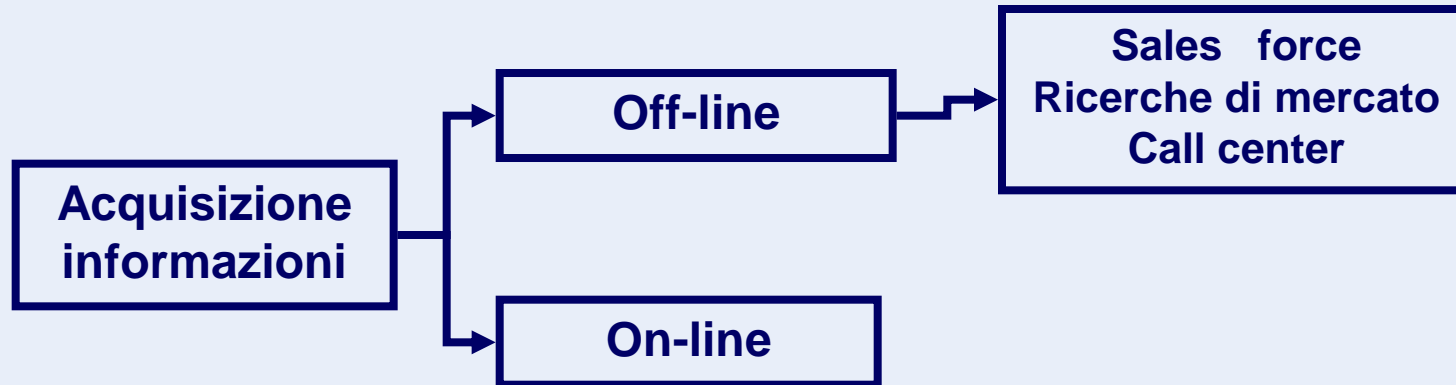 Sales force
Ricerche di mercato
Call center
Off-line
Acquisizione
informazioni
On-line